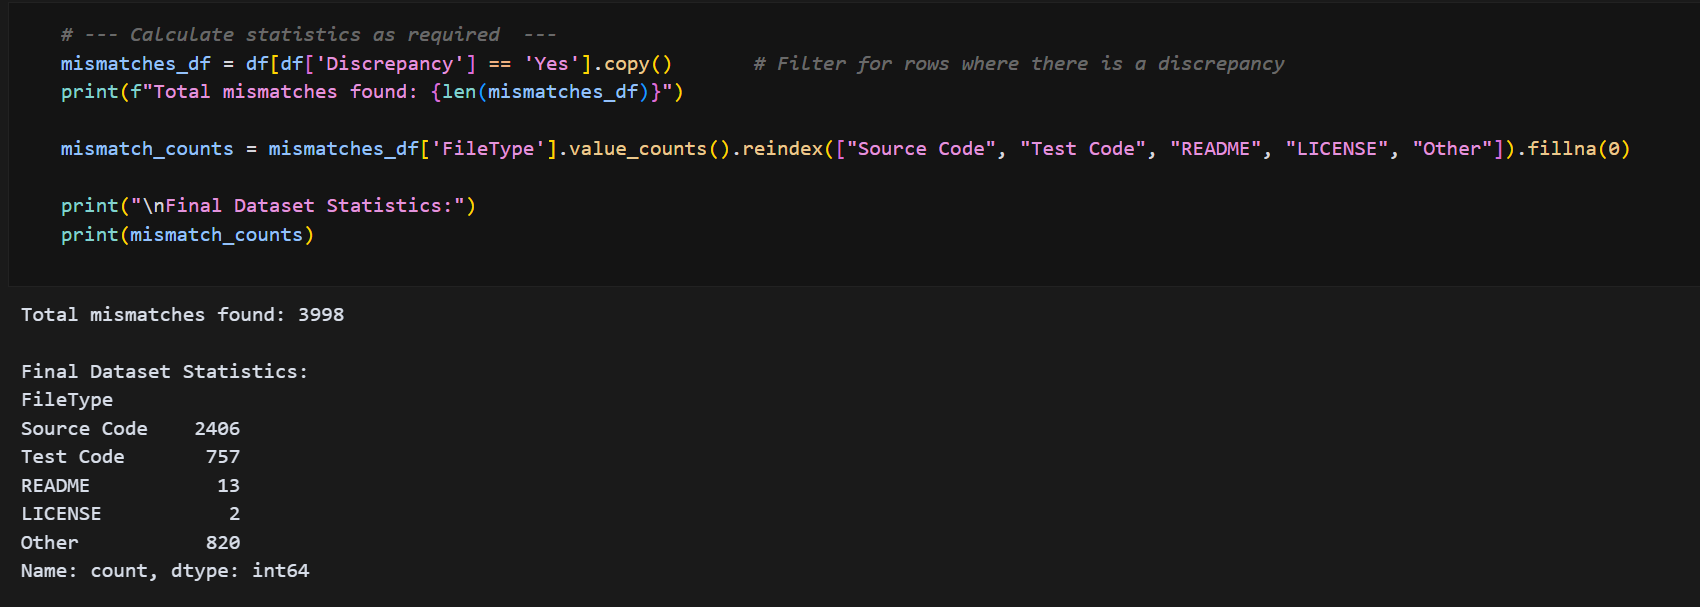 # --- Calculate statistics as required  ---
mismatches_df = df[df['Discrepancy'] == 'Yes'].copy()       # Filter for rows where there is a discrepancy
print(f"Total mismatches found: {len(mismatches_df)}")
mismatch_counts = mismatches_df['FileType'].value_counts().reindex(["Source Code", "Test Code", "README", "LICENSE", "Other"]).fillna(0)
print("\nFinal Dataset Statistics:")
print(mismatch_counts)
Total mismatches found: 3998
Final Dataset Statistics:
FileType
Source Code    2406
Test Code       757
README           13
LICENSE           2
Other           820
Name: count, dtype: int64